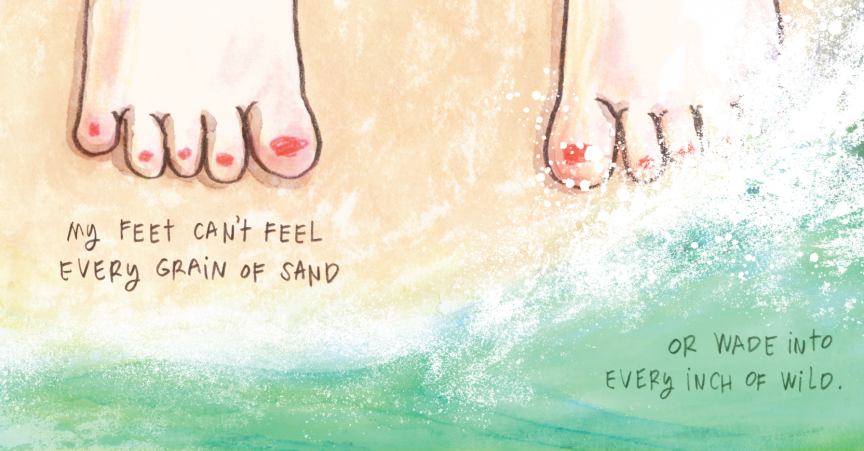 My FEET CAN'T FEEL
EVERY GRAIN OF SAND
OR WADE iNTO
EVERY iNCH OF WiLD.